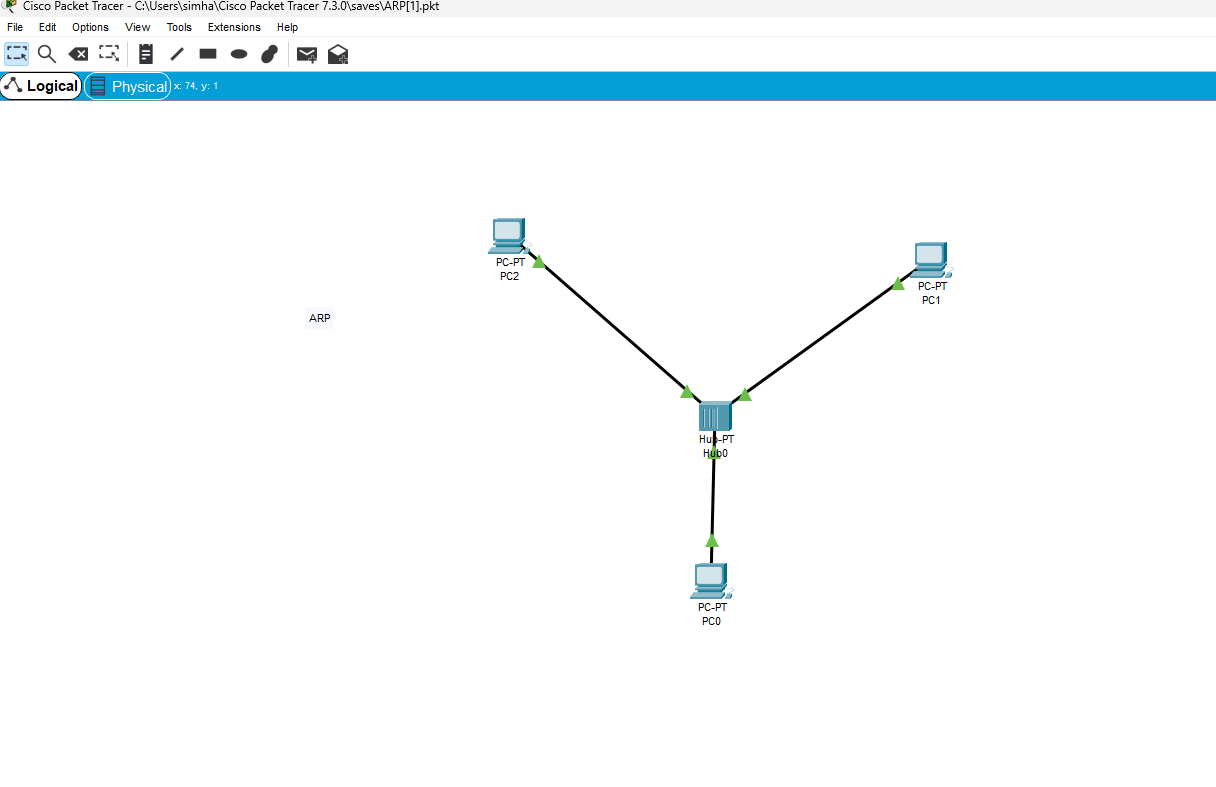 Cisco Packet Tracer - C:\Users\simha\Cisco Packet Tracer 7.3.0\saves\ARP[1].pkt
File Edit Options View Tools Extensions Help
Logical Physical x: 74, y: 1
PC-PT
PC2
PC-PT
PC1
ARP
Hub-PT
Hub0
PC-PT
PC0